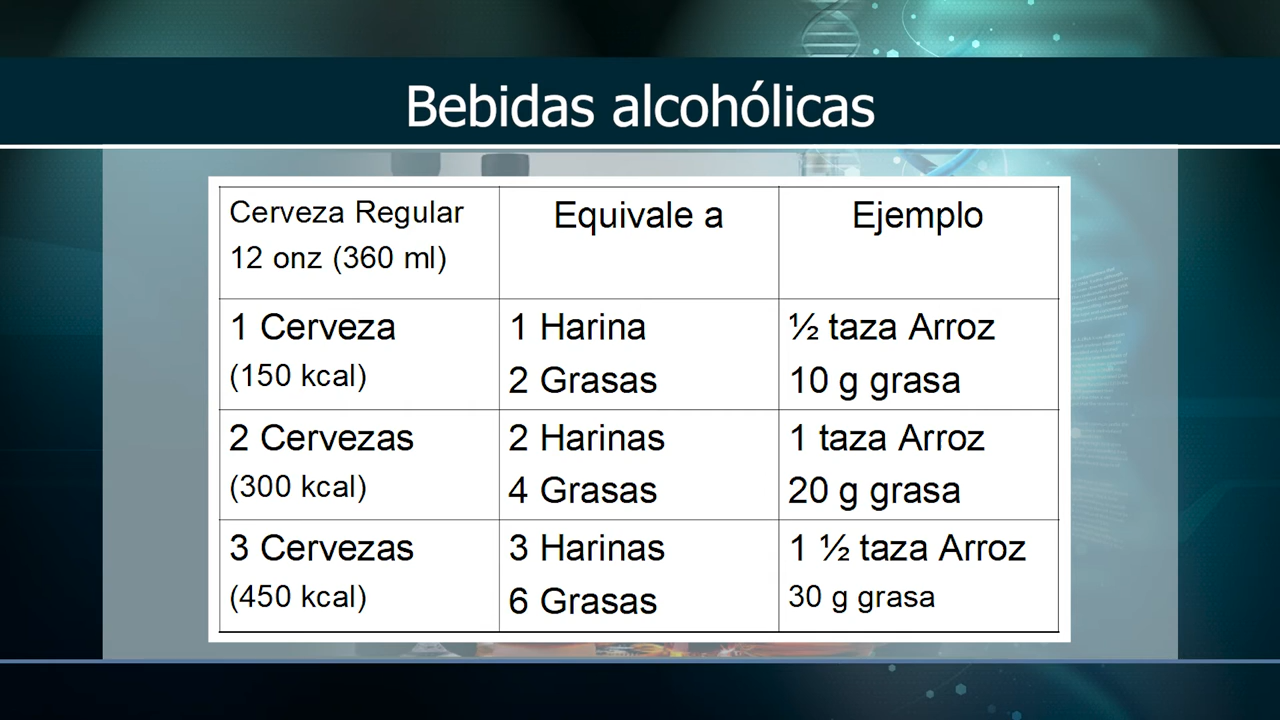 Bebidas alcohólicas
Cerveza Regular
12 onz (360 ml)
Equivale a
Ejemplo
1 Cerveza
(150 kcal)
1 Harina
2 Grasas
½ taza Arroz
10 g grasa
2 Cervezas
(300 kcal)
2 Harinas
4 Grasas
1 taza Arroz
20 g grasa
3 Cervezas
(450 kcal)
3 Harinas
6 Grasas
1 ½ taza Arroz
30 g grasa